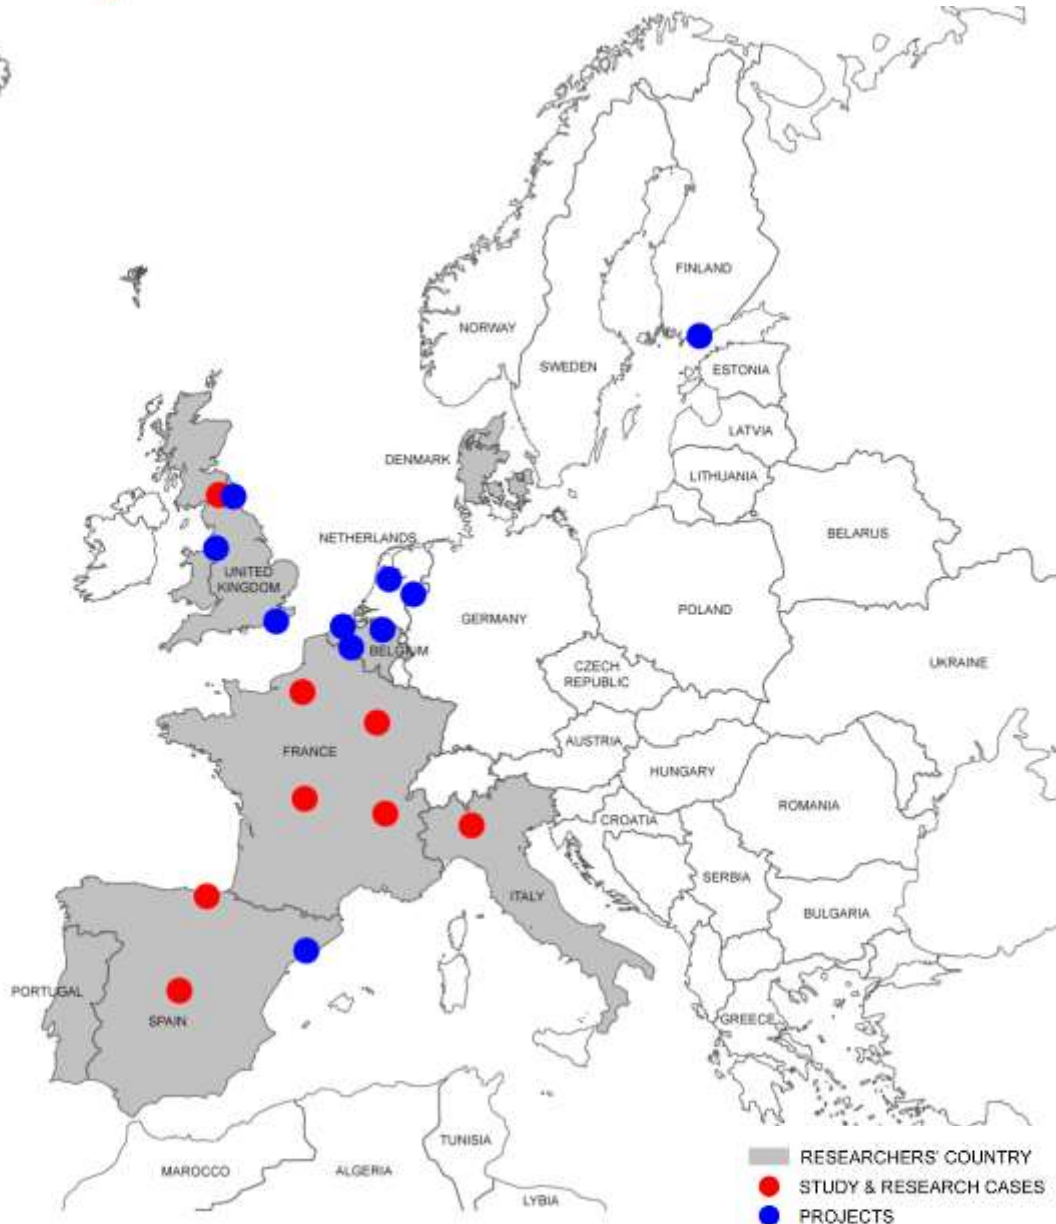 FINLAND
NORWAY
SWEDEN
ESTONIA
LATVIA
DENMARK
LITHUANIA
BELARUS
NETHERLANDS
UNITED
KINGDOM
POLAND
GERMANY
BELGIUM
UKRAINE
CZECH
REPUBLIC
AUSTRIA
FRANCE
HUNGARY
ROMANIA
CROATIA
SERBIA
ITALY
BULGARIA
PORTUGAL
SPAIN
GREECE
TUNISIA
MAROCCO
ALGERIA
LYBIA
RESEARCHERS' COUNTRY
STUDY & RESEARCH CASES
PROJECTS